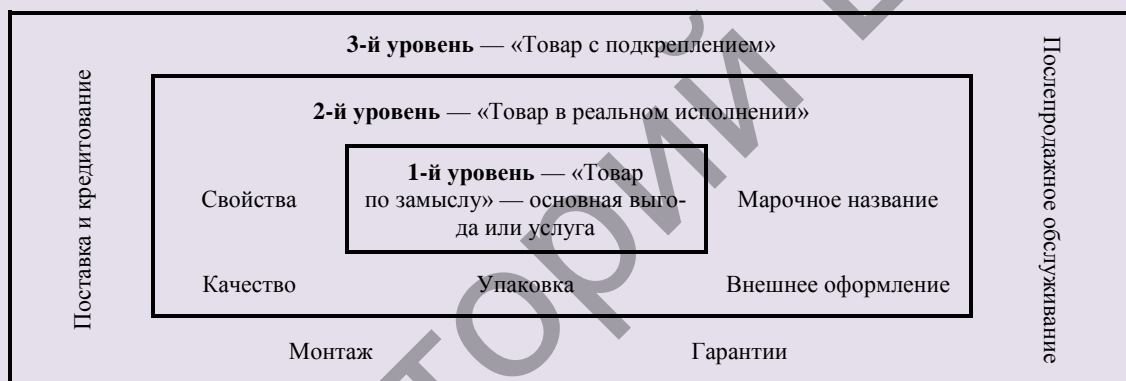 3-й уровень — «Товар с подкреплением»
Поставка и кредитование
Послепродажное обслуживание
2-й уровень — «Товар в реальном исполнении»
1-й уровень — «Товар
по замыслу» — основная выго-
да или услуга
Свойства
Марочное название
Качество
Упаковка
Внешнее оформление
Монтаж
Гарантии